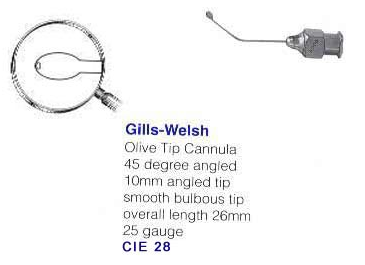 Gills-Welsh
Olive Tip Cannula
45 degree angled
10mm angled tip
smooth bulbous tip
overall length 26mm
25 gauge
CIE 28